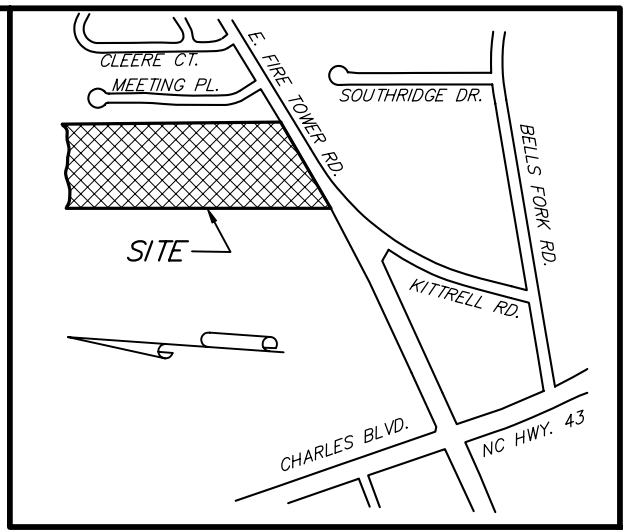 CLEERE CT.
MEETING PL.
E. FIRE TOWER RD.
SOUTHRIDGE DR.
BELLS FORK RD.
SITE
KITTRELL RD.
CHARLES BLVD.
NC HWY. 43